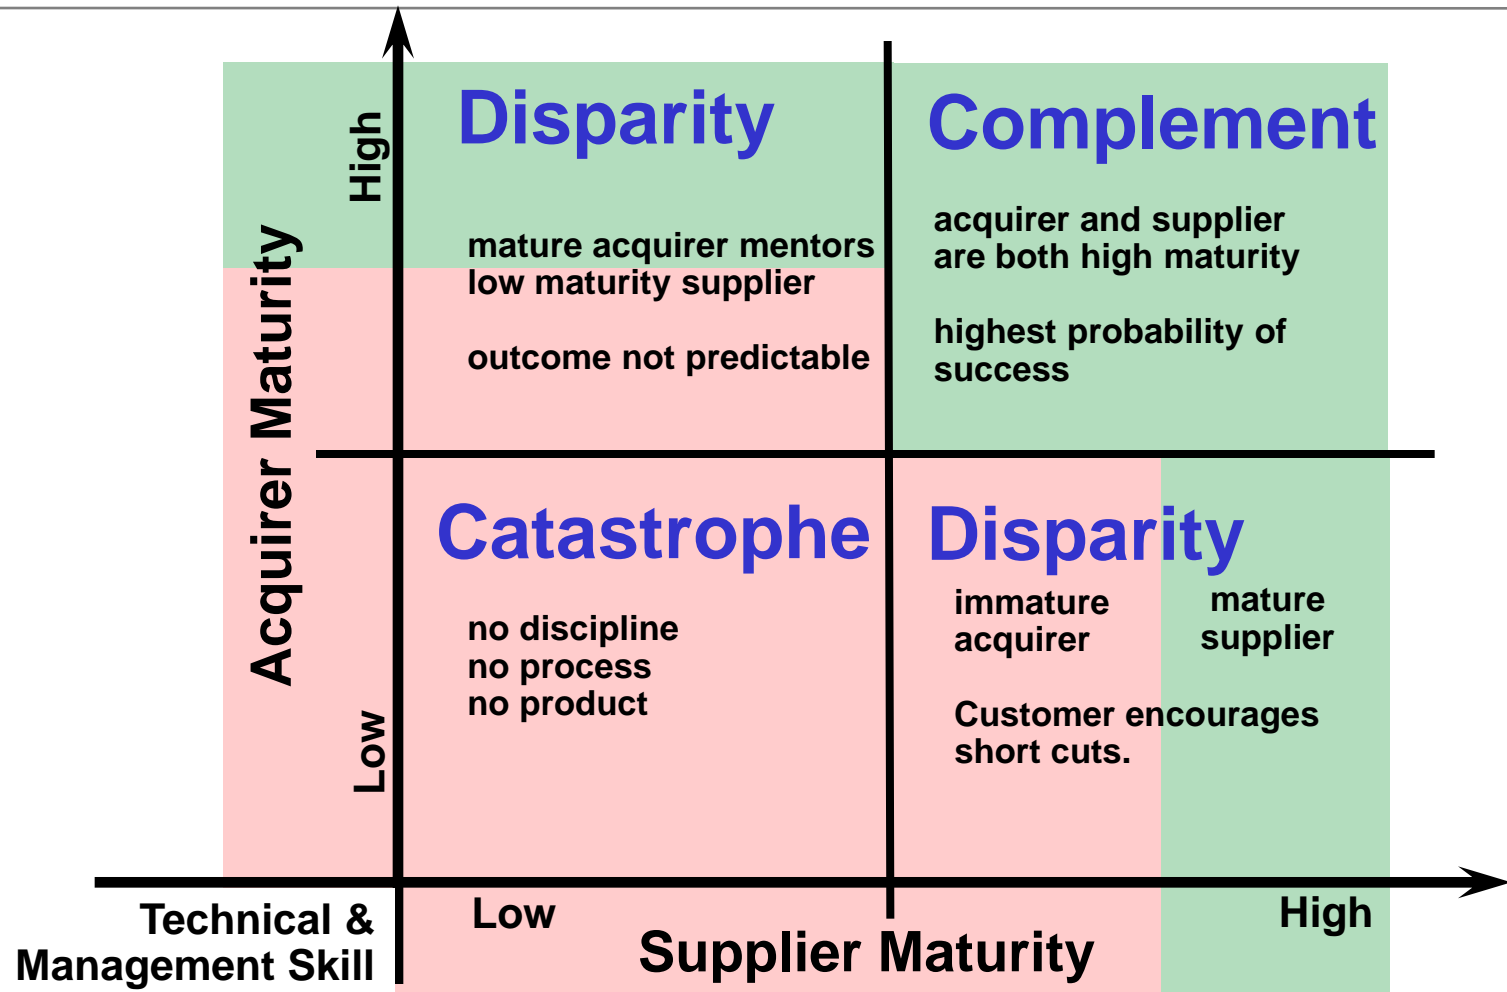 Acquirer Maturity
High
Low
Disparity
mature acquirer mentors
low maturity supplier
outcome not predictable
Complement
acquirer and supplier
are both high maturity
highest probability of
success
Catastrophe
no discipline
no process
no product
Disparity
immature
acquirer
mature
supplier
Customer encourages
short cuts.
Technical &
Management Skill
Low
High
Supplier Maturity